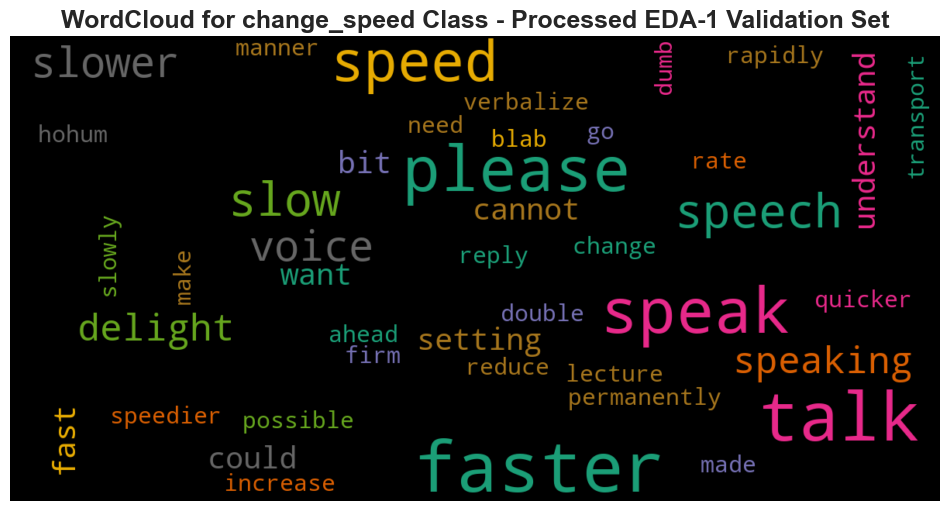 WordCloud for change_speed Class - Processed EDA-1 Validation Set
slower
manner
speed
dumb
rapidly
understand
transport
hohum
verbalize
need
blab
go
bit
please
rate
slow
cannot
speech
slowly
make
voice
want
reply
change
delight
ahead
firm
setting
double
speak
quicker
reduce
lecture
speaking
permanently
fast
speedier
possible
talk
could
increase
faster
made